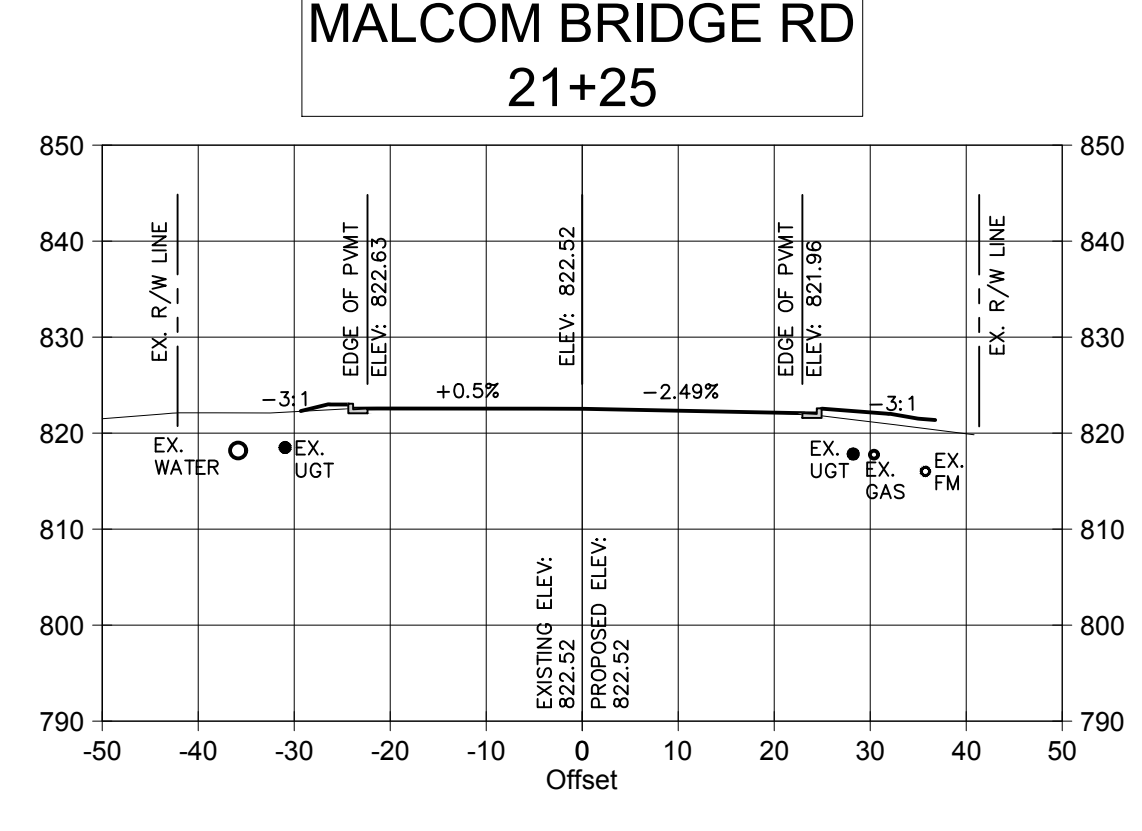 MALCOM BRIDGE RD
21+25
850
850
840
840
830
830
820
820
810
810
800
800
790
790
EX. R/W LINE
EDGE OF PVMT
ELEV: 822.63
ELEV: 822.52
EDGE OF PVMT
ELEV: 821.96
EX. R/W LINE
-3:1
+0.5%
-2.49%
-3:1
EX.
WATER
EX.
UGT
EX.
UGT
EX.
GAS
EX.
FM
EXISTING ELEV:
822.52
PROPOSED ELEV:
822.52
-50 -40 -30 -20 -10 0 10 20 30 40 50
Offset